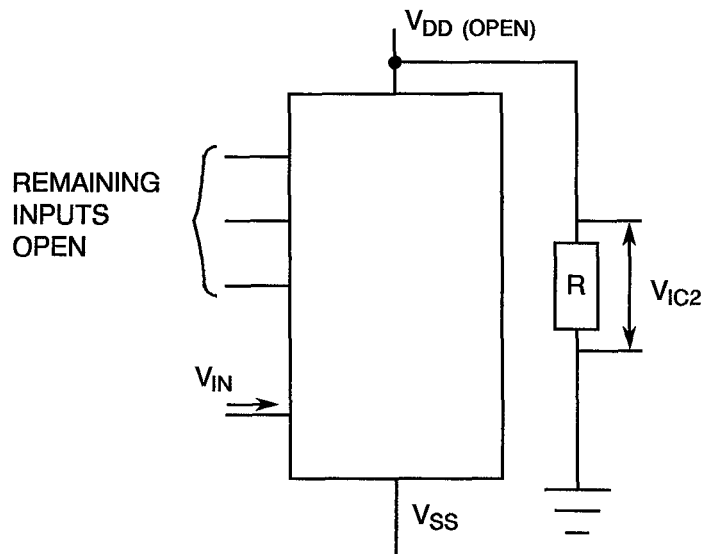 VDD (OPEN)
REMAINING
INPUTS
OPEN
R
VIC2
VIN
VSS